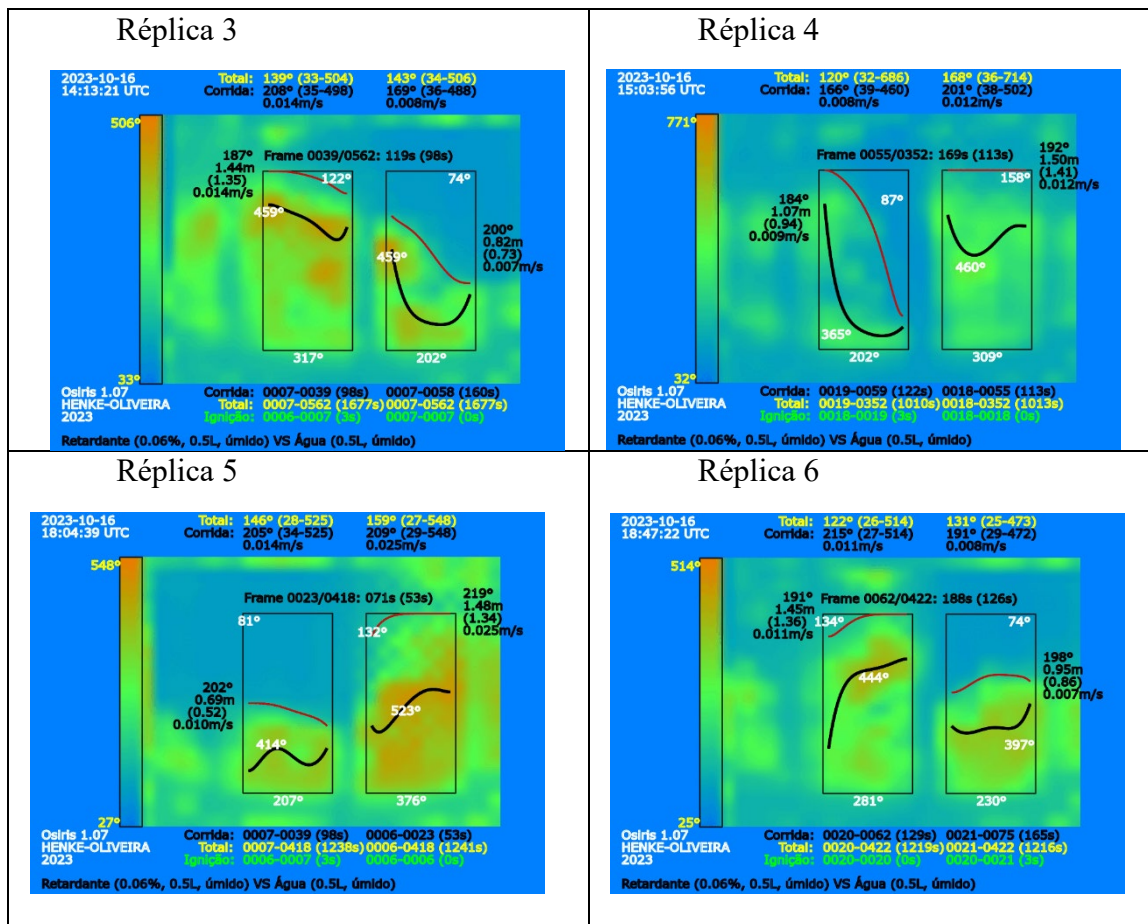 Réplica 3
2023-10-16
14:13:21 UTC
Total: 139º (33-504) 143º (34-506)
Corrida: 208º (35-498) 169º (36-488)
0.014m/s 0.008m/s
506º
Frame 0039/0562: 119s (98s)
187º
1.44m
(1.35)
0.014m/s
122º
74º
459º
459º
200º
0.82m
(0.73)
0.007m/s
317º
202º
33º
Osiris 1.07
HENKE-OLIVEIRA
2023
Corrida: 0007-0039 (98s) 0007-0058 (160s)
Total: 0007-0562 (1677s) 0007-0562 (1677s)
Ignição: 0006-0007 (3s) 0007-0007 (0s)
Retardante (0.06%, 0.5L, úmido) VS Água (0.5L, úmido)
Réplica 4
2023-10-16
15:03:56 UTC
Total: 120º (32-686) 168º (36-714)
Corrida: 166º (39-460) 201º (38-502)
0.008m/s 0.012m/s
771º
Frame 0055/0352: 169s (113s)
192º
1.50m
(1.41)
0.012m/s
158º
87º
184º
1.07m
(0.94)
0.009m/s
460º
365º
202º
309º
32º
Osiris 1.07
HENKE-OLIVEIRA
2023
Corrida: 0019-0059 (122s) 0018-0055 (113s)
Total: 0019-0352 (1010s) 0018-0352 (1013s)
Ignição: 0018-0019 (3s) 0018-0018 (0s)
Retardante (0.06%, 0.5L, úmido) VS Água (0.5L, úmido)
Réplica 5
2023-10-16
18:04:39 UTC
Total: 146º (28-525) 159º (27-548)
Corrida: 205º (34-525) 209º (29-548)
0.014m/s 0.025m/s
548º
Frame 0023/0418: 071s (53s)
219º
1.48m
(1.34)
0.025m/s
81º
132º
202º
0.69m
(0.52)
0.010m/s
414º
523º
207º
376º
27º
Osiris 1.07
HENKE-OLIVEIRA
2023
Corrida: 0007-0039 (98s) 0006-0023 (53s)
Total: 0007-0418 (1238s) 0006-0418 (1241s)
Ignição: 0006-0007 (3s) 0006-0006 (0s)
Retardante (0.06%, 0.5L, úmido) VS Água (0.5L, úmido)
Réplica 6
2023-10-16
18:47:22 UTC
Total: 122º (26-514) 131º (25-473)
Corrida: 215º (27-514) 191º (29-472)
0.011m/s 0.008m/s
514º
Frame 0062/0422: 188s (126s)
191º
1.45m
(1.36)
0.011m/s
134º
74º
198º
0.95m
(0.86)
0.007m/s
444º
397º
281º
230º
25º
Osiris 1.07
HENKE-OLIVEIRA
2023
Corrida: 0020-0062 (129s) 0021-0075 (165s)
Total: 0020-0422 (1219s) 0021-0422 (1216s)
Ignição: 0020-0020 (0s) 0020-0021 (3s)
Retardante (0.06%, 0.5L, úmido) VS Água (0.5L, úmido)